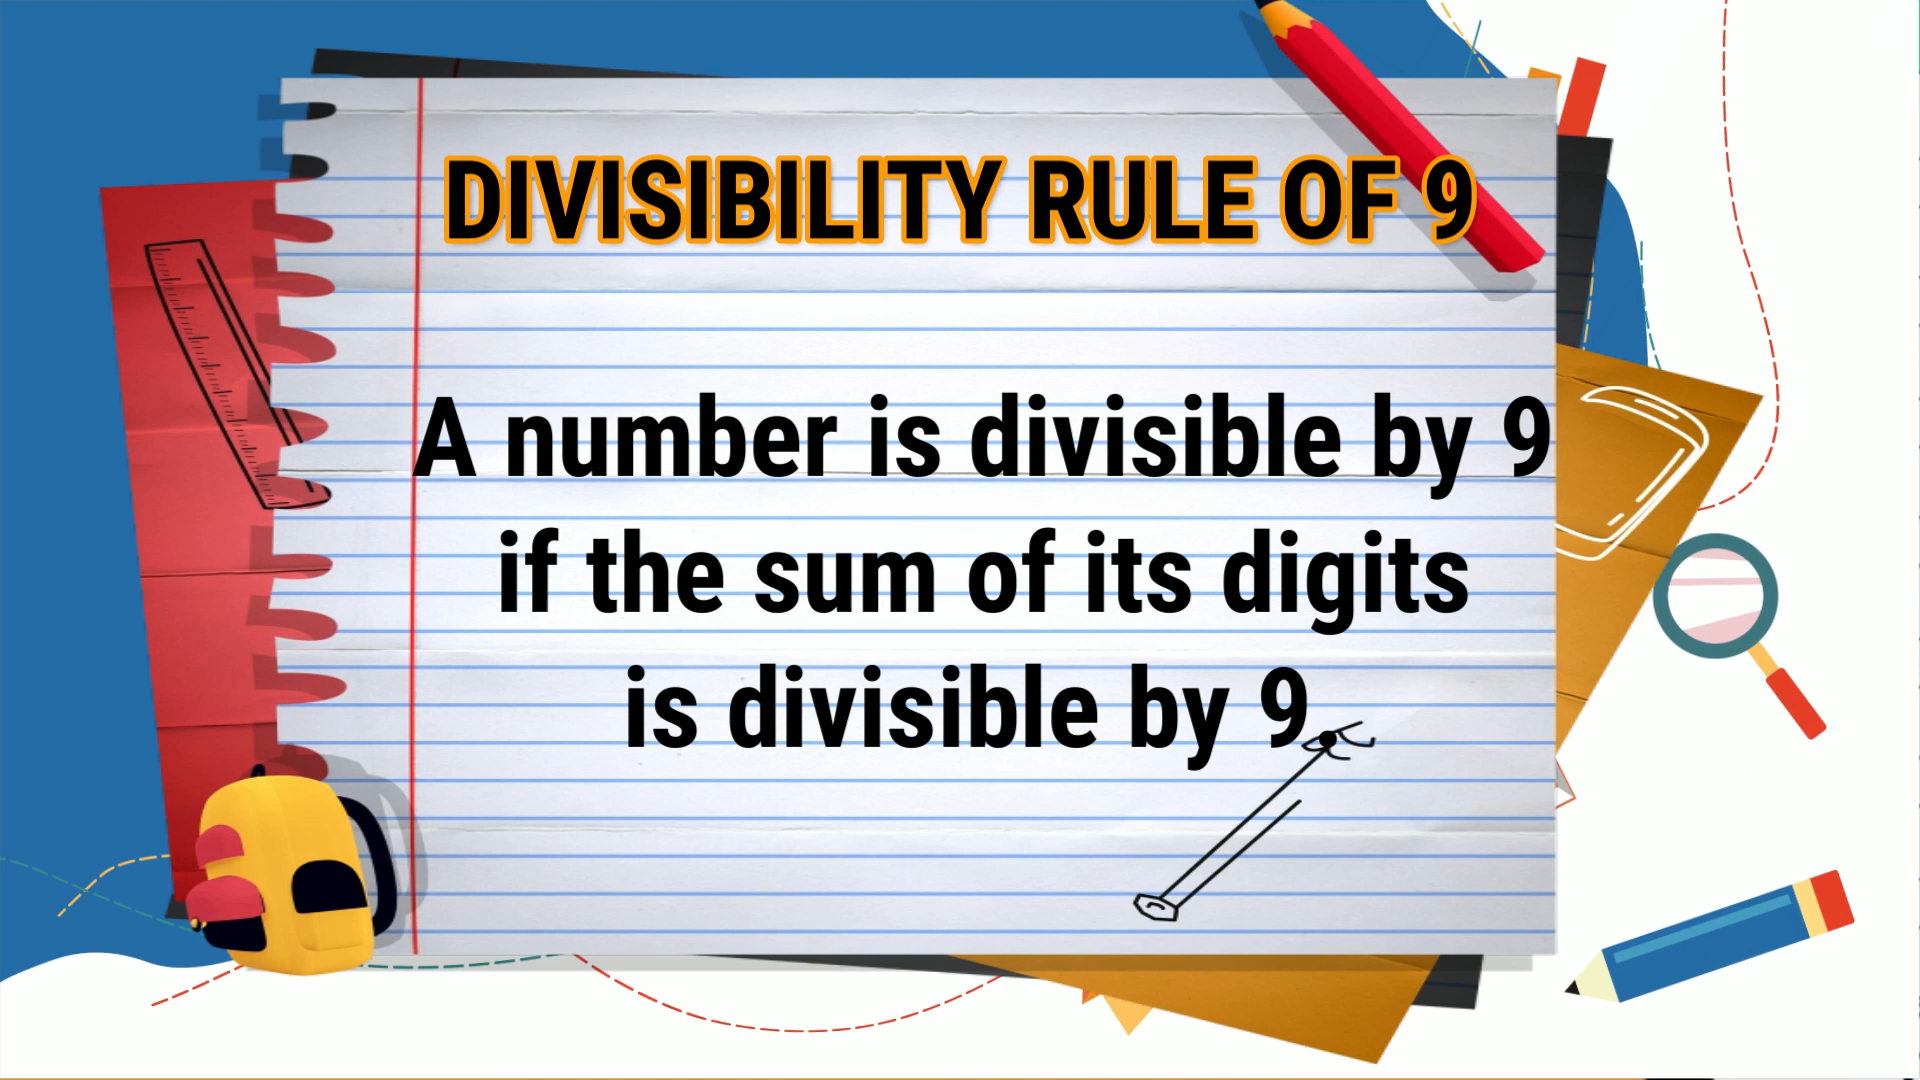 DIVISIBILITY RULE OF 9
A number is divisible by 9
if the sum of its digits
is divisible by 9.